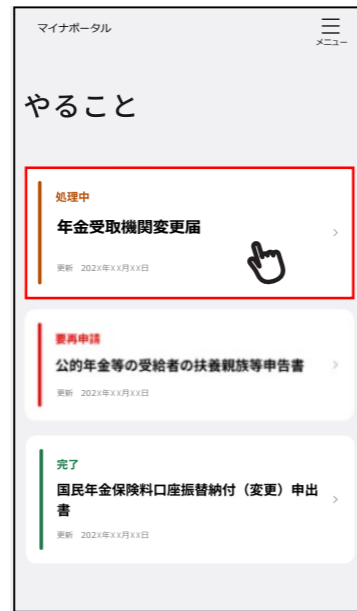 マイナポータル
メニュー
やること
処理中
年金受取機関変更届
更新 202X年XX月XX日
要再申請
公的年金等の受給者の扶養親族等申告書
更新 202X年XX月XX日
完了
国民年金保険料口座振替納付（変更）申出
書
更新 202X年XX月XX日